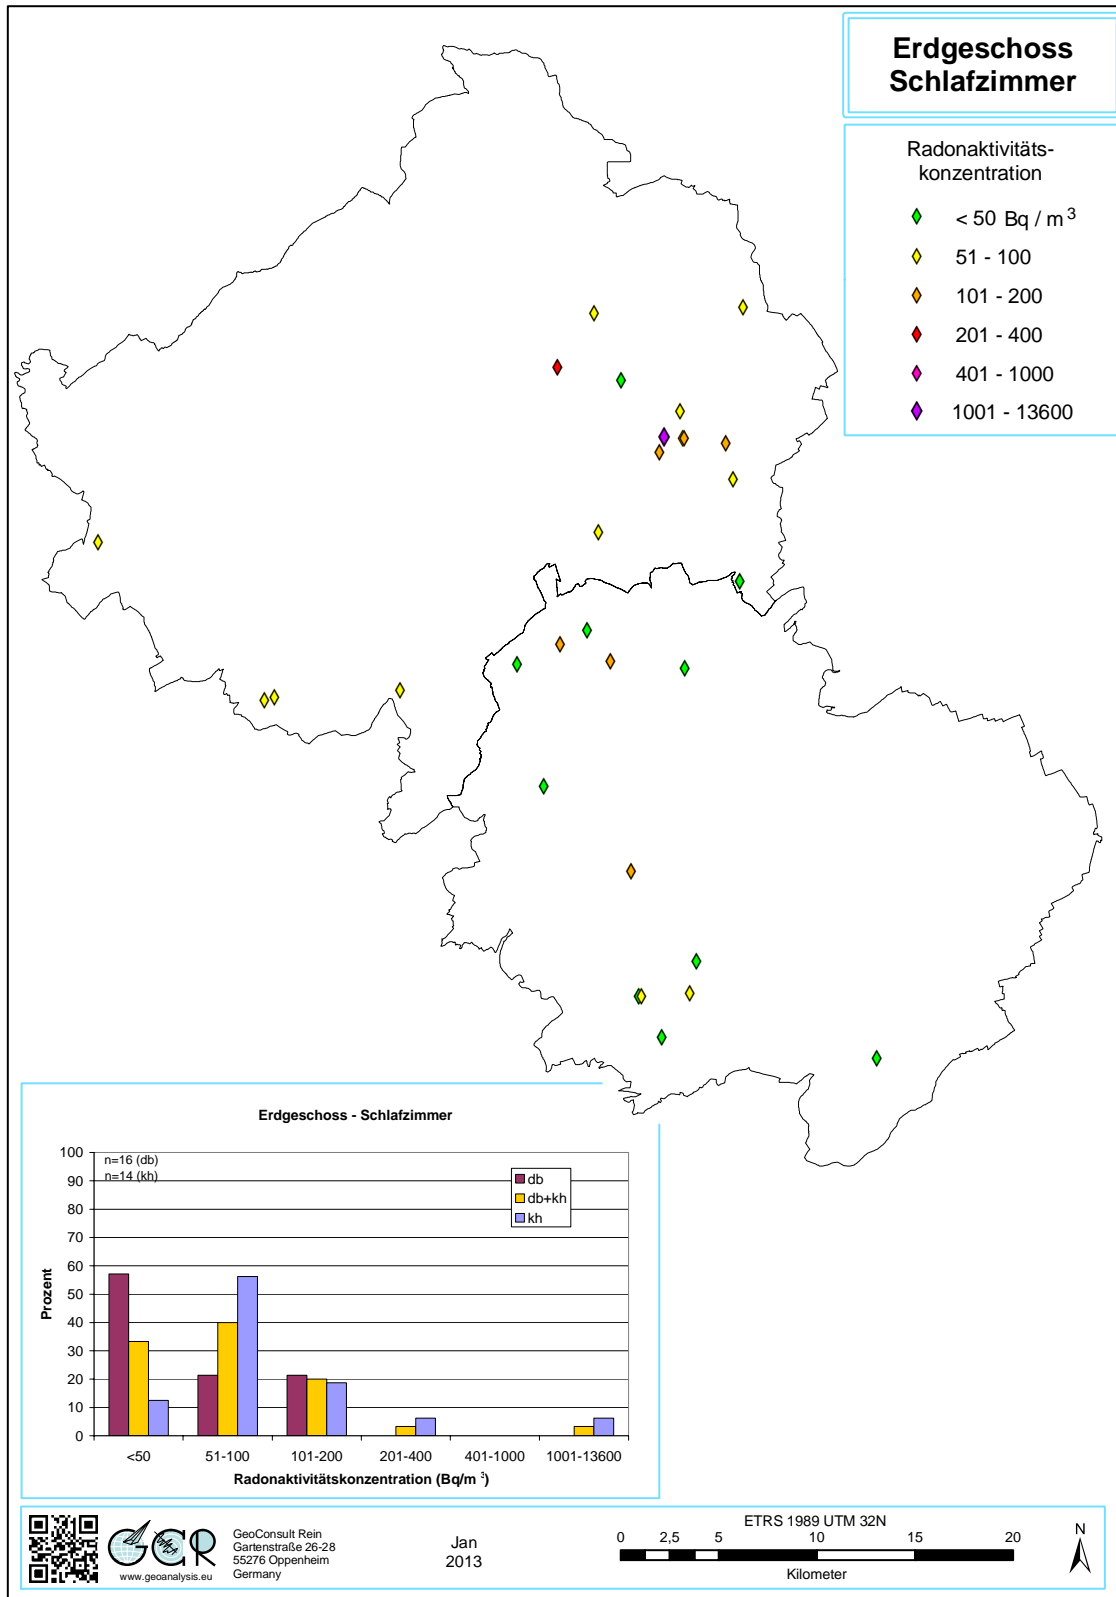 Erdgeschoss
Schlafzimmer
Radonaktivitäts-
konzentration
< 50 Bq / m³
51 - 100
101 - 200
201 - 400
401 - 1000
1001 - 13600
Erdgeschoss - Schlafzimmer
n=16 (db)
n=14 (kh)
db
db+kh
kh
Prozent
100
90
80
70
60
50
40
30
20
10
0
<50 51-100 101-200 201-400 401-1000 1001-13600
Radonaktivitätskonzentration (Bq/m³)
GCR
www.geoanalysis.eu
GeoConsult Rein
Gartenstraße 26-28
55276 Oppenheim
Germany
Jan
2013
ETRS 1989 UTM 32N
0 2,5 5 10 15 20
Kilometer
N